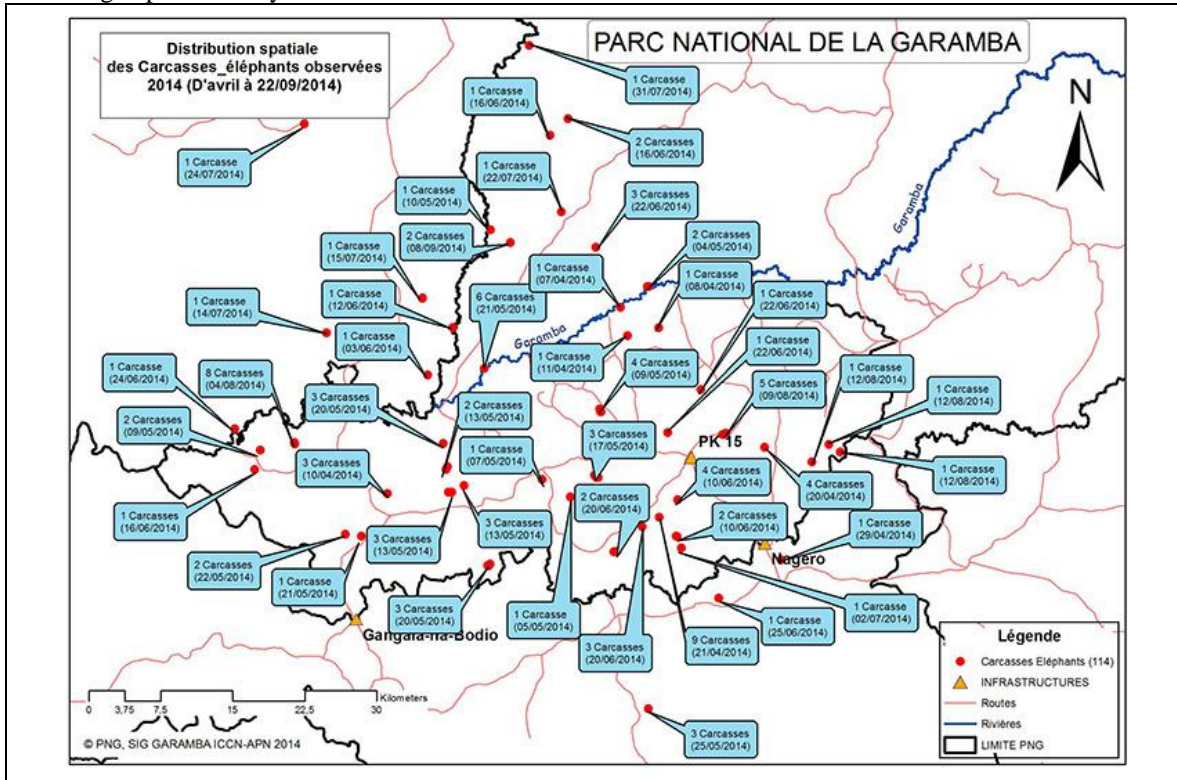 Distribution spatiale
des Carcasses_éléphants observées
2014 (D'avril à 22/09/2014)
PARC NATIONAL DE LA GARAMBA
N
1 Carcasse
(31/07/2014)
1 Carcasse
(16/06/2014)
2 Carcasses
(16/06/2014)
1 Carcasse
(24/07/2014)
1 Carcasse
(22/07/2014)
1 Carcasse
(10/05/2014)
3 Carcasses
(22/06/2014)
Garamba
2 Carcasses
(08/09/2014)
2 Carcasses
(04/05/2014)
1 Carcasse
(15/07/2014)
1 Carcasse
(07/04/2014)
1 Carcasse
(08/04/2014)
1 Carcasse
(12/06/2014)
6 Carcasses
(21/05/2014)
1 Carcasse
(22/06/2014)
1 Carcasse
(14/07/2014)
1 Carcasse
(03/06/2014)
Garamba
1 Carcasse
(11/04/2014)
1 Carcasse
(22/06/2014)
1 Carcasse
(24/06/2014)
8 Carcasses
(04/08/2014)
4 Carcasses
(09/05/2014)
1 Carcasse
(12/08/2014)
3 Carcasses
(20/05/2014)
5 Carcasses
(09/08/2014)
1 Carcasse
(12/08/2014)
2 Carcasses
(09/05/2014)
2 Carcasses
(13/05/2014)
3 Carcasses
(17/05/2014)
PK 15
1 Carcasse
(07/05/2014)
3 Carcasses
(10/04/2014)
4 Carcasses
(10/06/2014)
4 Carcasses
(20/04/2014)
1 Carcasse
(12/08/2014)
1 Carcasses
(16/06/2014)
2 Carcasses
(20/06/2014)
3 Carcasses
(13/05/2014)
3 Carcasses
(13/05/2014)
2 Carcasses
(10/06/2014)
1 Carcasse
(29/04/2014)
2 Carcasses
(22/05/2014)
Nagero
1 Carcasse
(21/05/2014)
3 Carcasses
(20/05/2014)
1 Carcasse
(05/05/2014)
1 Carcasse
(02/07/2014)
1 Carcasse
(25/06/2014)
Gangala-na-Bodio
3 Carcasses
(20/06/2014)
9 Carcasses
(21/04/2014)
3 Carcasses
(25/05/2014)
Légende
Carcasses Eléphants (114)
INFRASTRUCTURES
Routes
Rivières
LIMITE PNG
Kilometers
0 3,75 7,5 15 22,5 30
© PNG, SIG GARAMBA ICCN-APN 2014